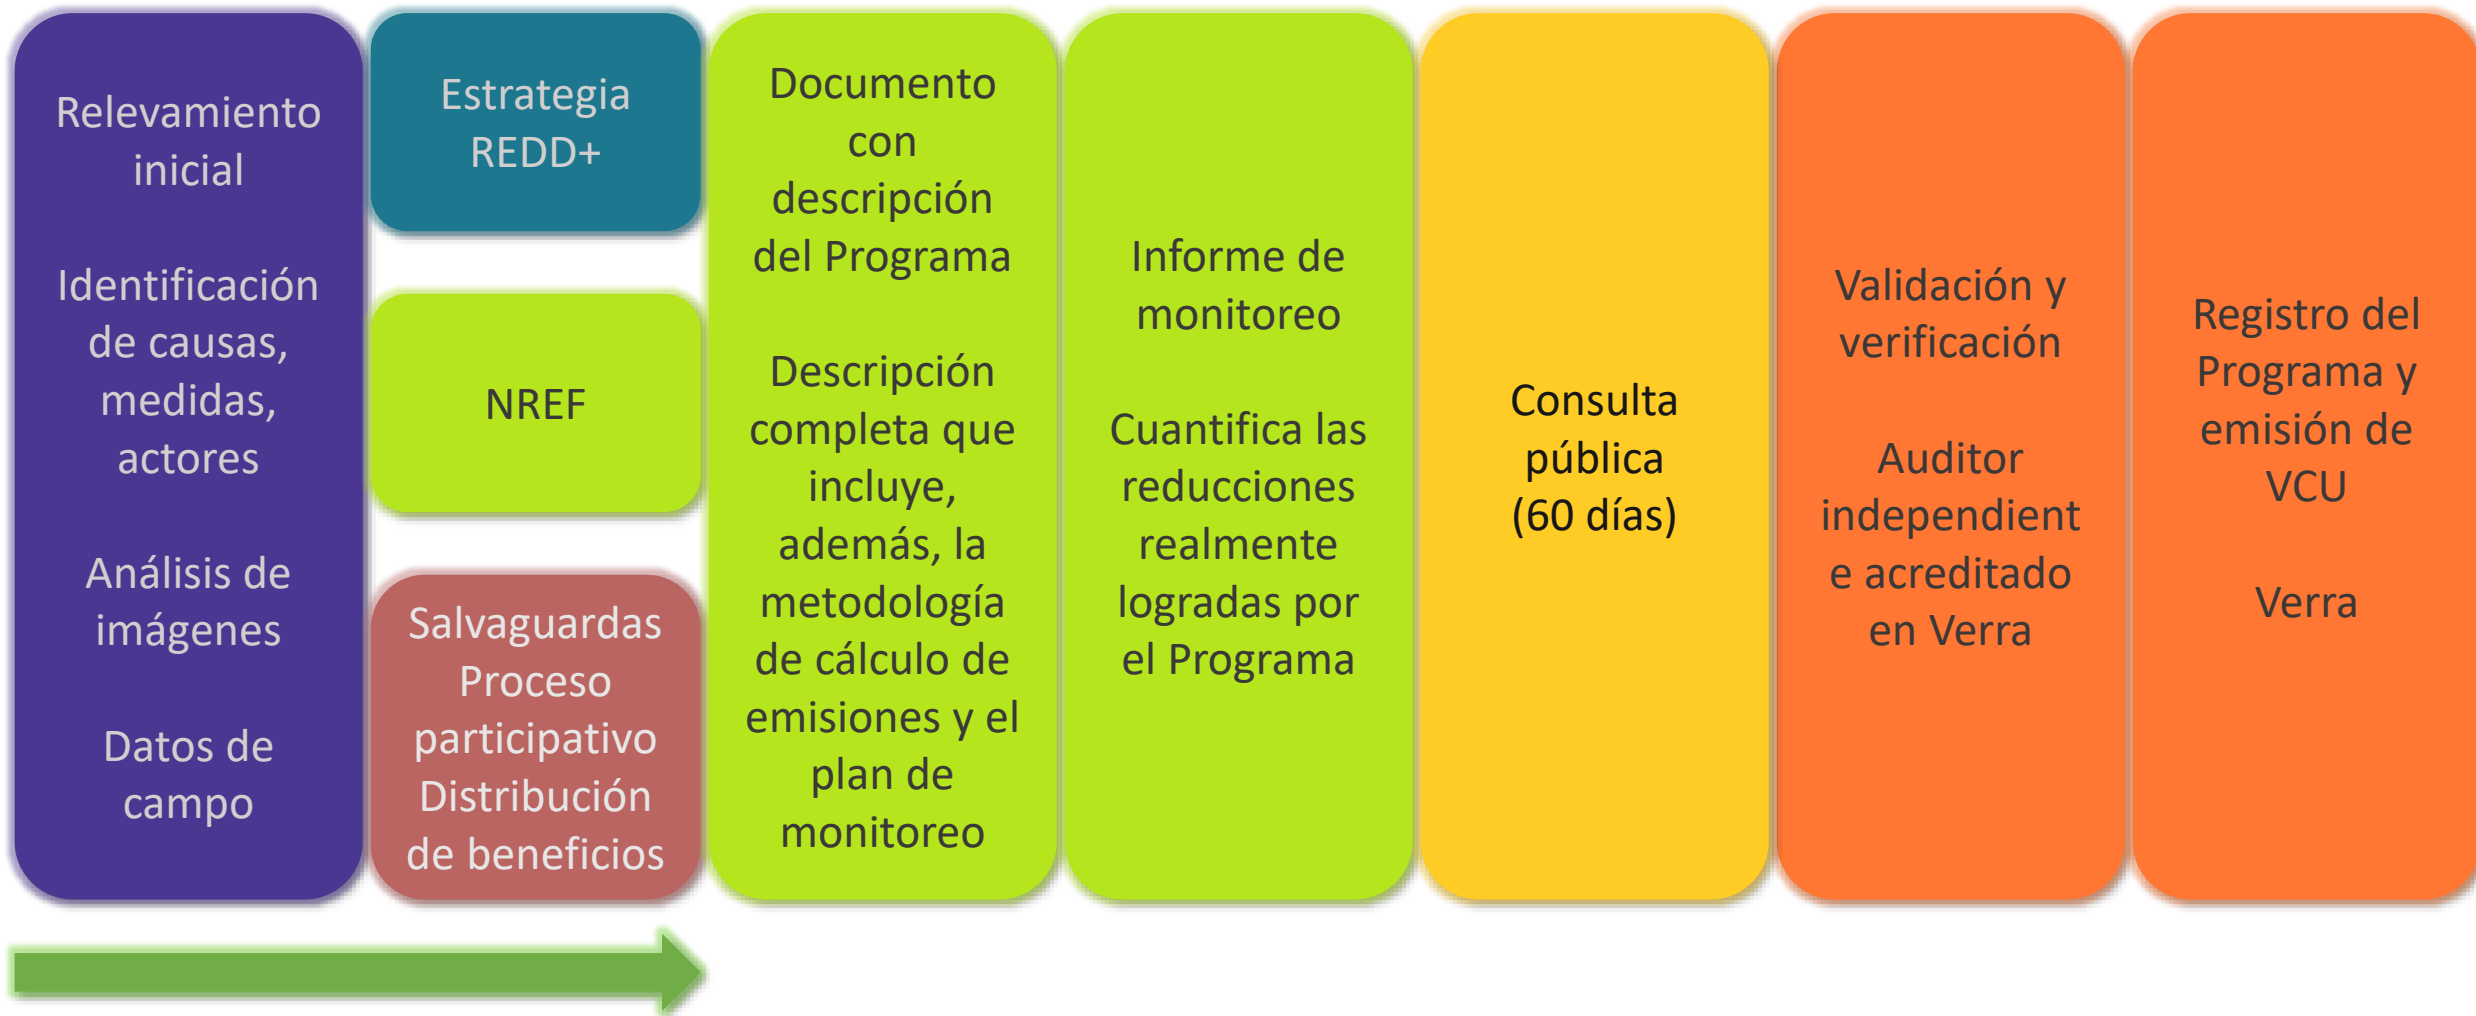 Relevamiento
inicial
Identificación
de causas,
medidas,
actores
Análisis de
imágenes
Datos de
campo
Estrategia
REDD+
NREF
Salvaguardas
Proceso
participativo
Distribución
de beneficios
Documento
con
descripción
del Programa
Descripción
completa que
incluye,
además, la
metodología
de cálculo de
emisiones y el
plan de
monitoreo
Informe de
monitoreo
Cuantifica las
reducciones
realmente
logradas por
el Programa
Consulta
pública
(60 días)
Validación y
verificación
Auditor
independient
e acreditado
en Verra
Registro del
Programa y
emisión de
VCU
Verra